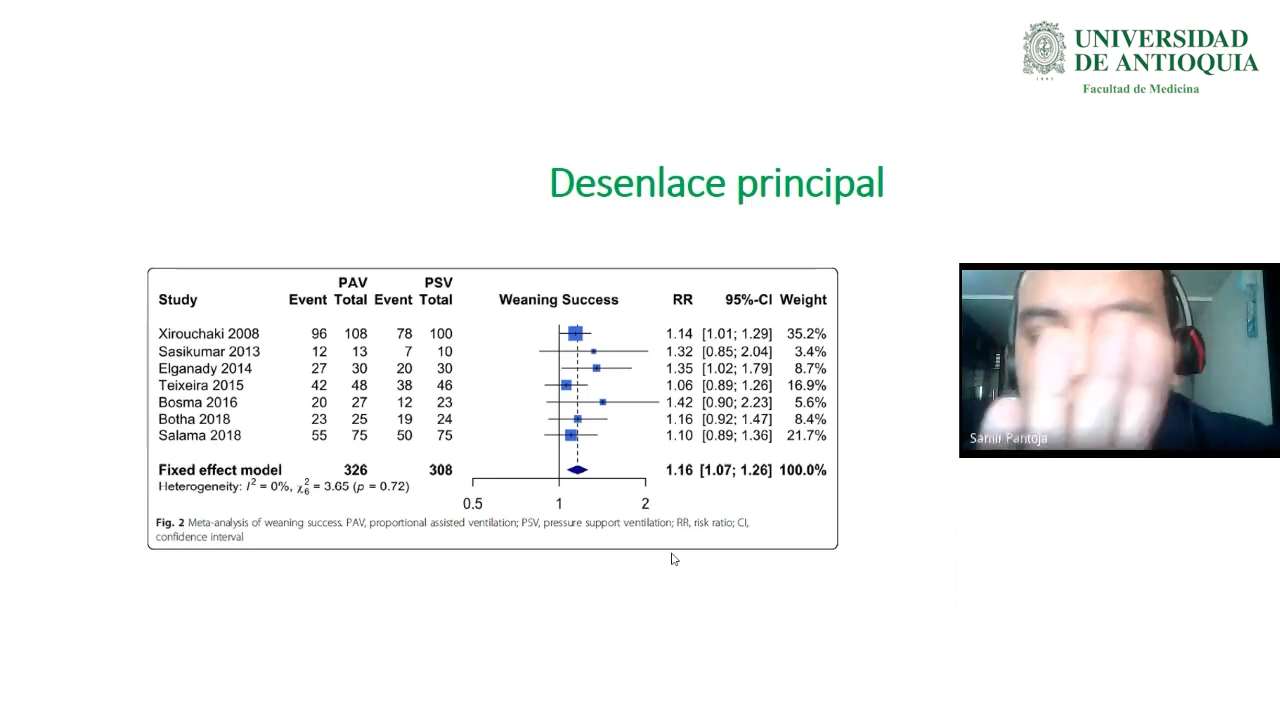 UNIVERSIDAD
DE ANTIOQUIA
1803
Facultad de Medicina
Desenlace principal
PAV PSV
Study Event Total Event Total Weaning Success RR 95%-CI Weight
Xirouchaki 2008 96 108 78 100 1.14 [1.01; 1.29] 35.2%
Sasikumar 2013 12 13 7 10 1.32 [0.85; 2.04] 3.4%
Elganady 2014 27 30 20 30 1.35 [1.02; 1.79] 8.7%
Teixeira 2015 42 48 38 46 1.06 [0.89; 1.26] 16.9%
Bosma 2016 20 27 12 23 1.42 [0.90; 2.23] 5.6%
Botha 2018 23 25 19 24 1.16 [0.92; 1.47] 8.4%
Salama 2018 55 75 50 75 1.10 [0.89; 1.36] 21.7%
Fixed effect model 326 308 1.16 [1.07; 1.26] 100.0%
Heterogeneity: I² = 0%, χ²₆ = 3.65 (p = 0.72)
0.5 1 2
Fig. 2 Meta-analysis of weaning success. PAV, proportional assisted ventilation; PSV, pressure support ventilation; RR, risk ratio; CI,
confidence interval
Pantoja